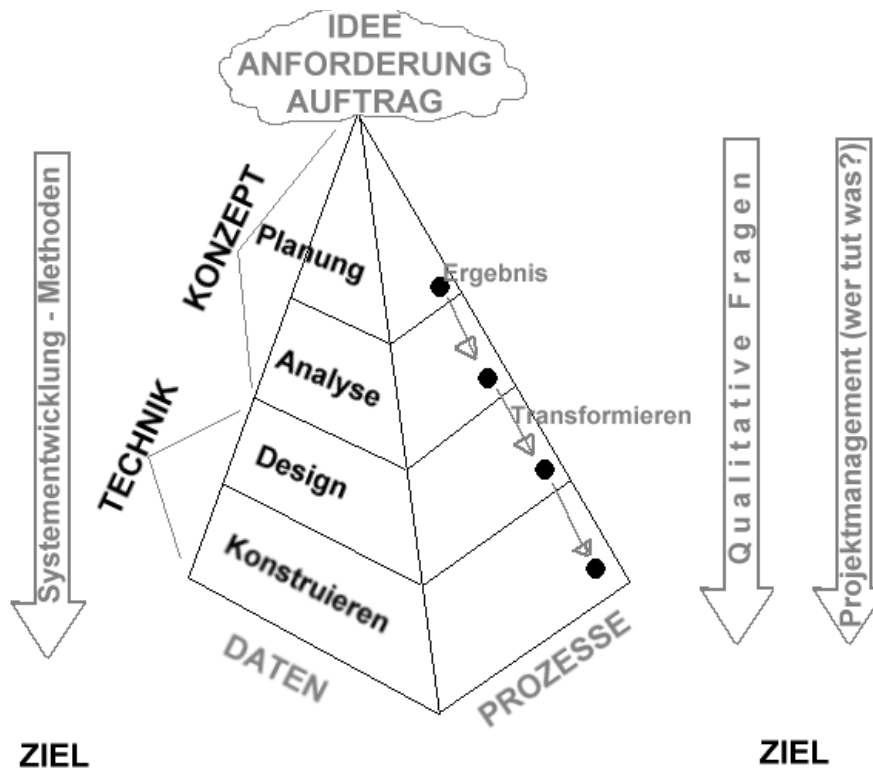 IDEE
ANFORDERUNG
AUFTRAG
Systementwicklung - Methoden
KONZEPT
TECHNIK
Planung
Analyse
Design
Konstruieren
Ergebnis
Transformieren
DATEN
PROZESSE
Qualitative Fragen
Projektmanagement (wer tut was?)
ZIEL
ZIEL